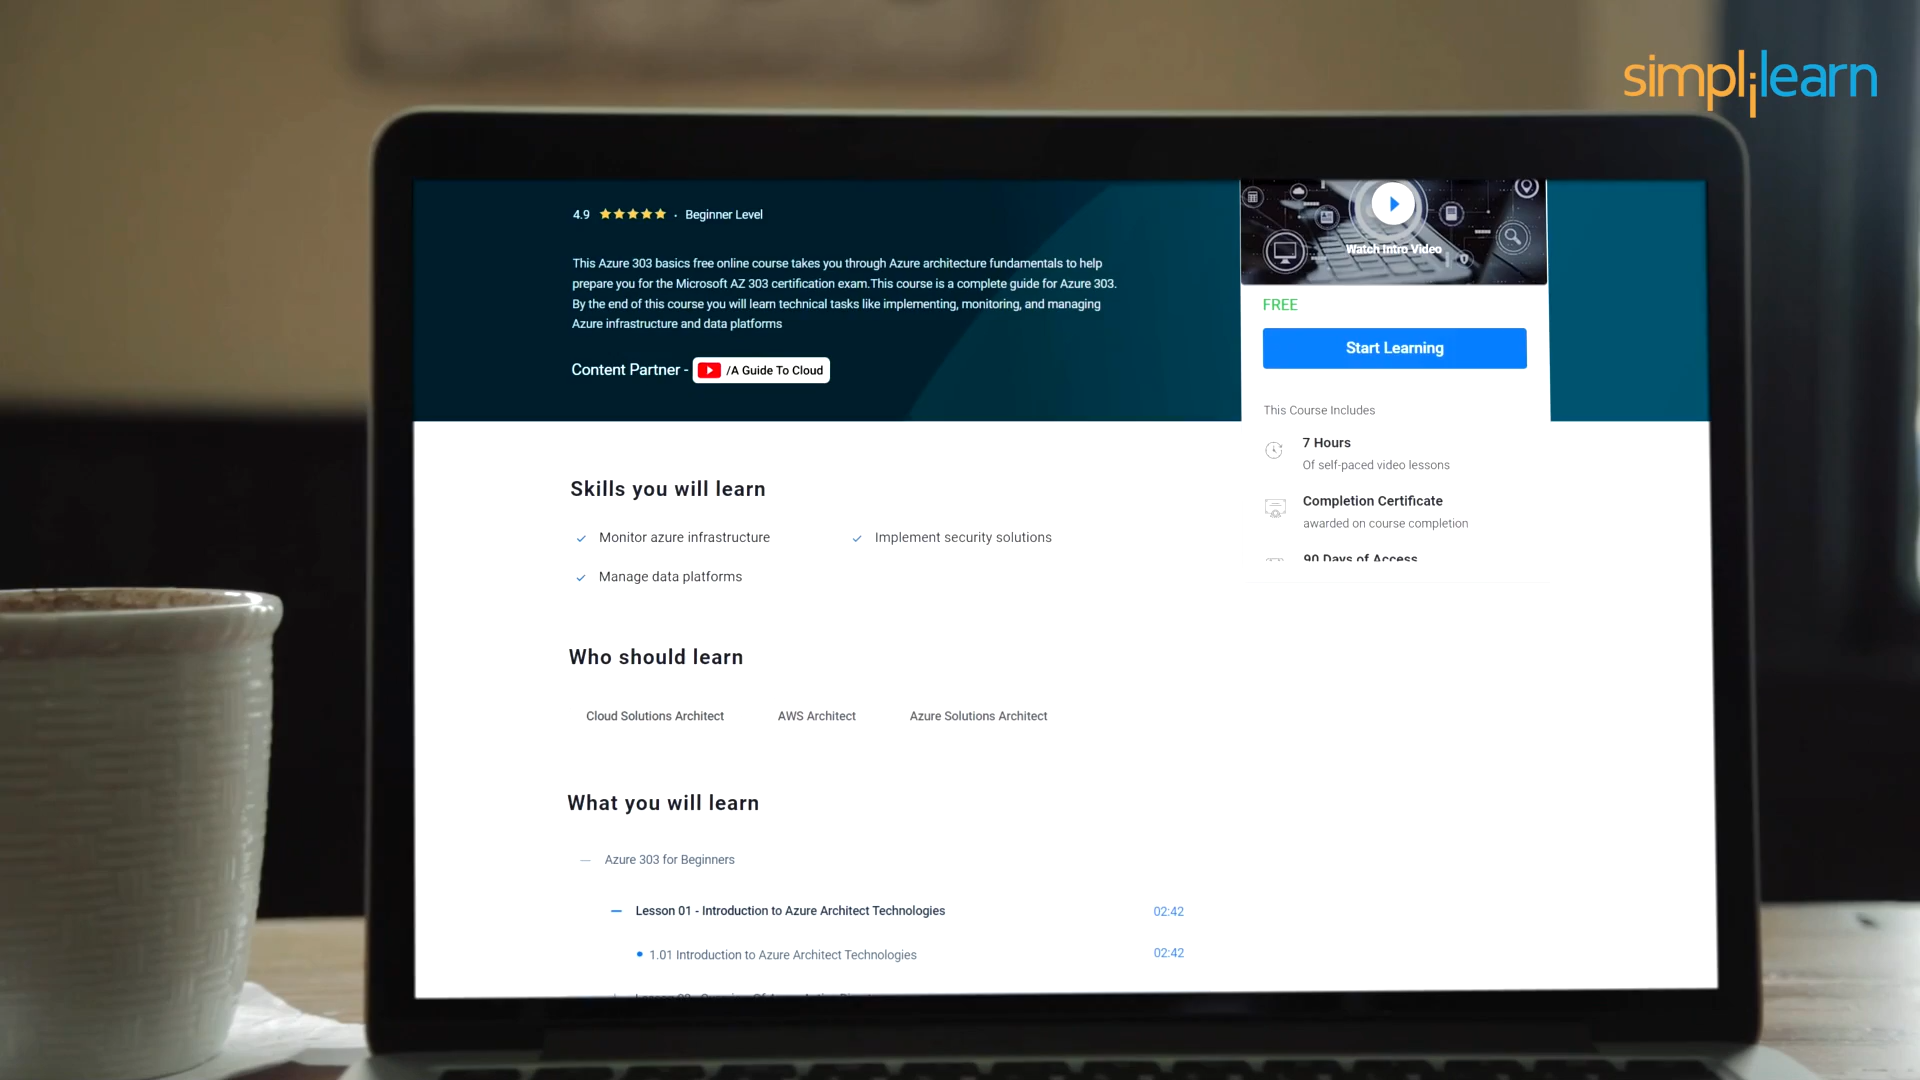 simplilearn
4.9 · Beginner Level
This Azure 303 basics free online course takes you through Azure architecture fundamentals to help
prepare you for the Microsoft AZ 303 certification exam.This course is a complete guide for Azure 303.
By the end of this course you will learn technical tasks like implementing, monitoring, and managing
Azure infrastructure and data platforms
Content Partner - /A Guide To Cloud
Watch Intro Video
FREE
Start Learning
This Course Includes
7 Hours
Of self-paced video lessons
Completion Certificate
awarded on course completion
90 Days of Access
Skills you will learn
Monitor azure infrastructure
Implement security solutions
Manage data platforms
Who should learn
Cloud Solutions Architect
AWS Architect
Azure Solutions Architect
What you will learn
Azure 303 for Beginners
Lesson 01 - Introduction to Azure Architect Technologies 02:42
1.01 Introduction to Azure Architect Technologies 02:42